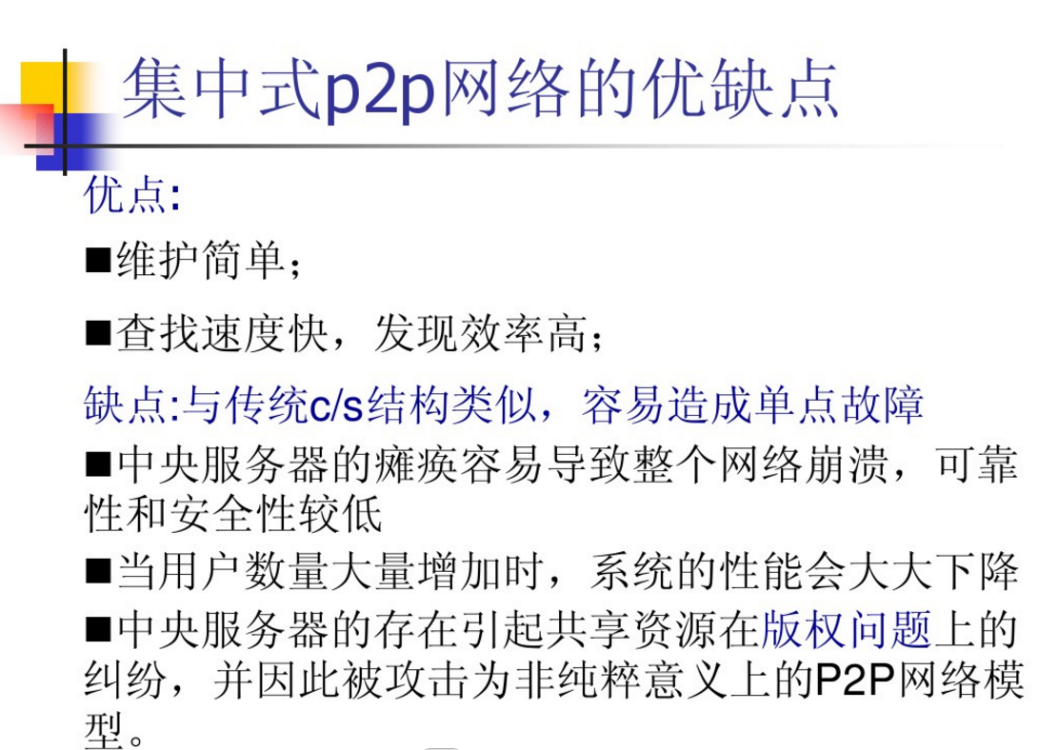 集中式p2p网络的优缺点
优点:
■维护简单；
■查找速度快，发现效率高；
缺点:与传统c/s结构类似，容易造成单点故障
■中央服务器的瘫痪容易导致整个网络崩溃，可靠
性和安全性较低
■当用户数量大量增加时，系统的性能会大大下降
■中央服务器的存在引起共享资源在版权问题上的
纠纷，并因此被攻击为非纯粹意义上的P2P网络模
型。